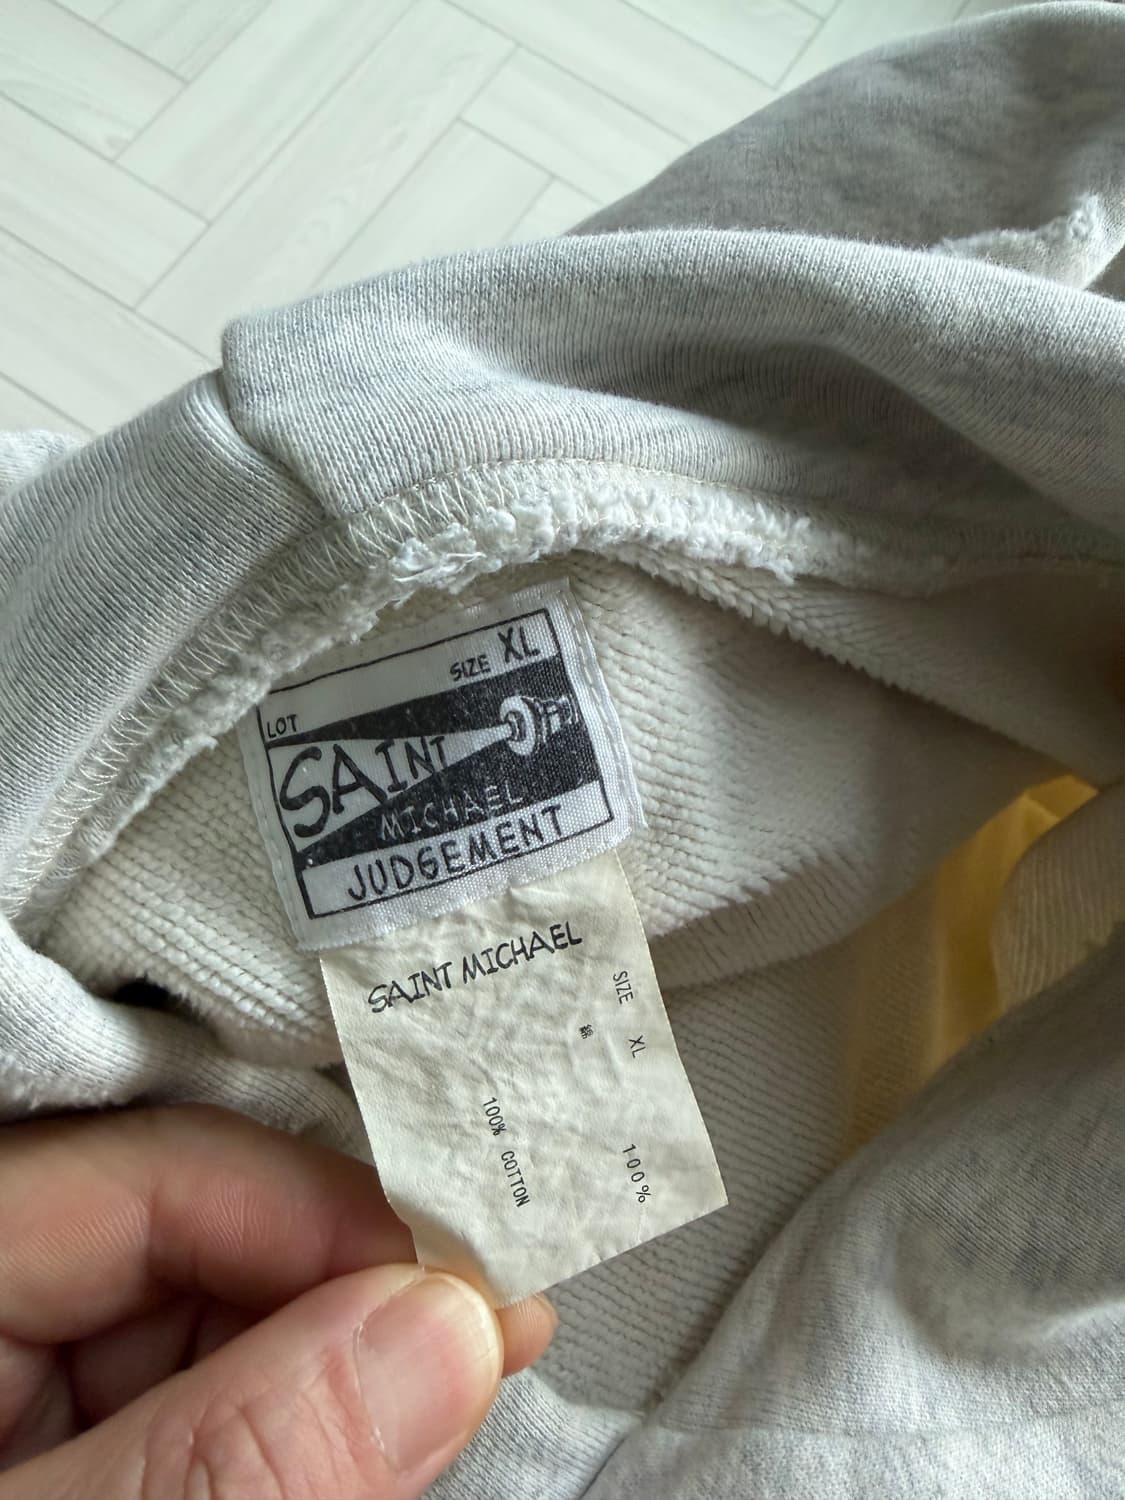 SIZE XL
LOT
SAINT
MICHAEL
JUDGEMENT
SAINT MICHAEL
SIZE XL
100%
100% COTTON